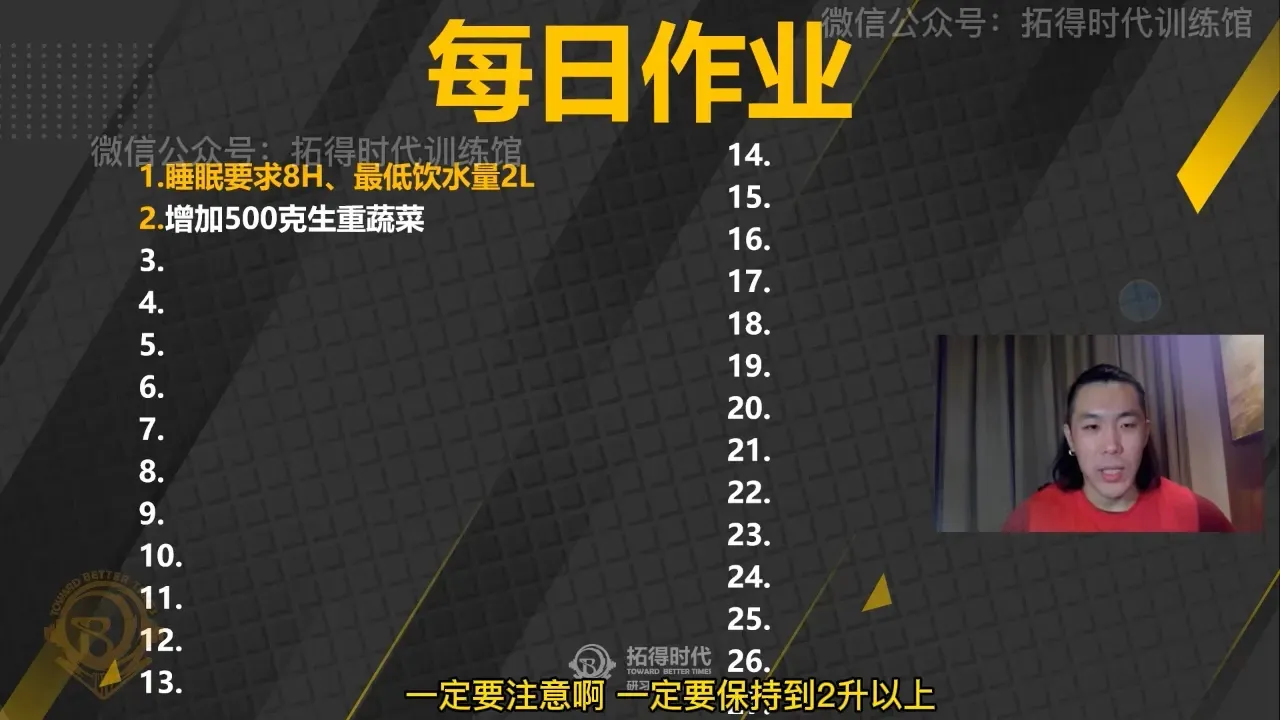 微信公众号：拓得时代训练馆
每日作业
微信公众号：拓得时代训练馆
1.睡眠要求8H、最低饮水量2L
2.增加500克生重蔬菜
3.
4.
5.
6.
7.
8.
9.
10.
11.
12.
13.
14.
15.
16.
17.
18.
19.
20.
21.
22.
23.
24.
25.
26.
拓得时代
TOWARD BETTER TIMES
TOWARD BETTER
一定要注意啊 一定要保持到2升以上